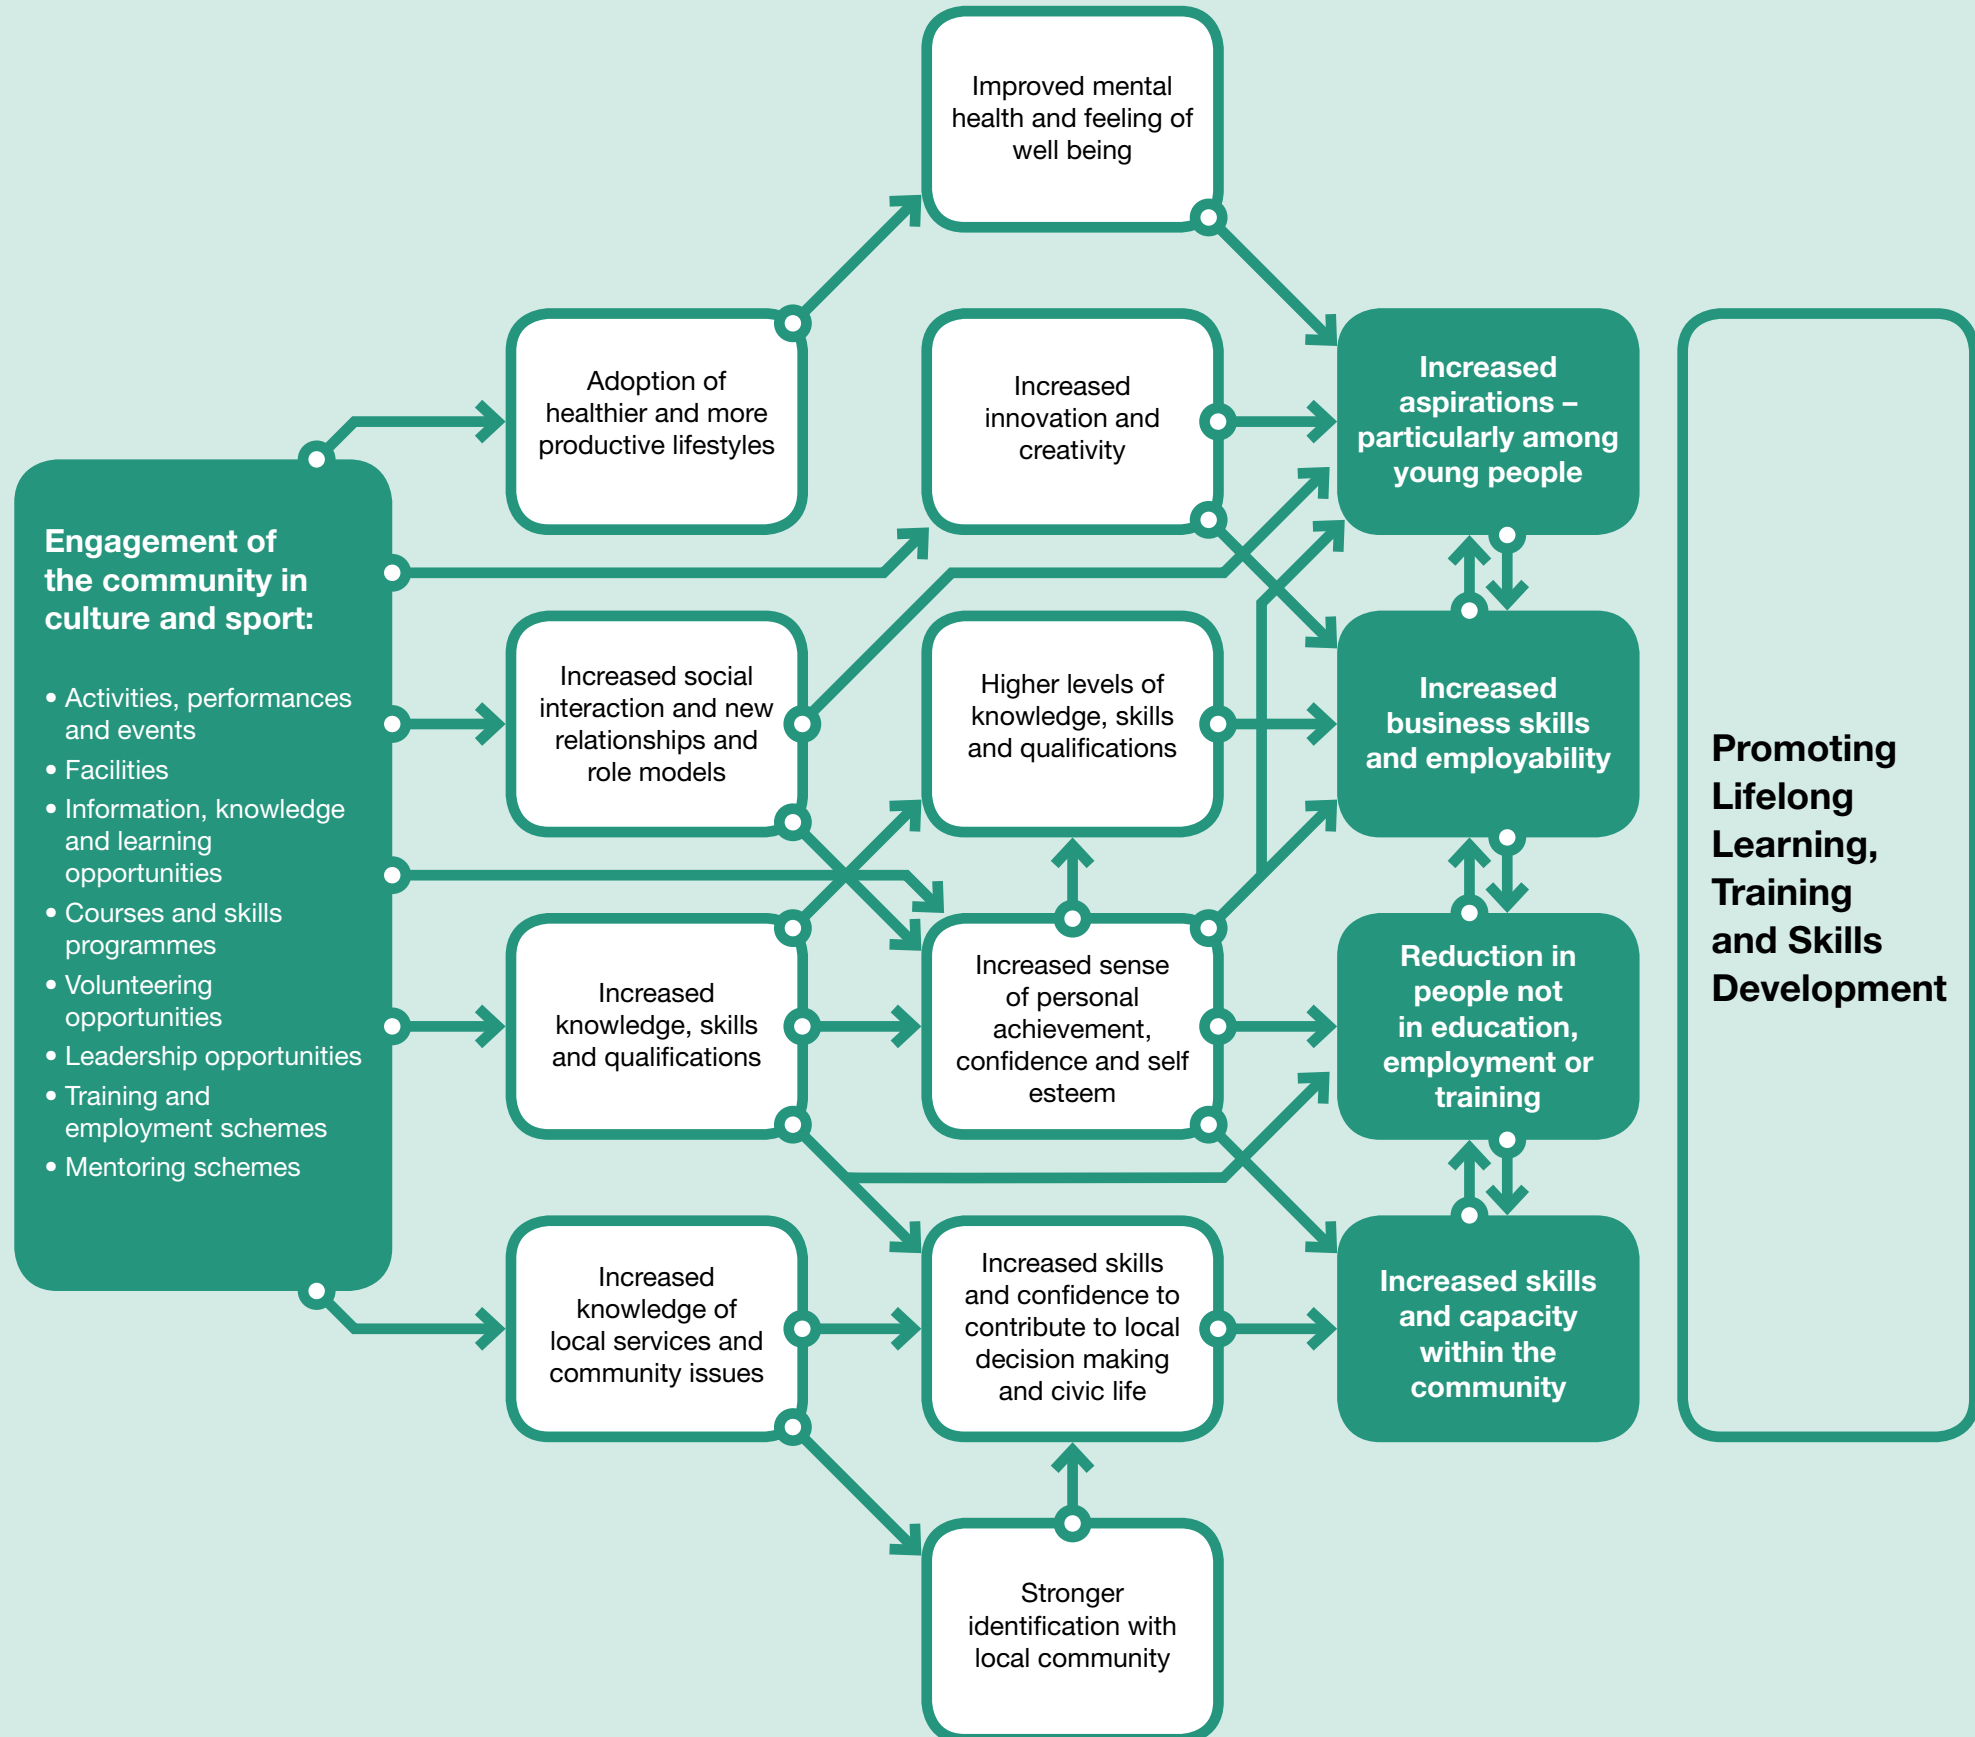 Engagement of
the community in
culture and sport:
• Activities, performances
and events
• Facilities
• Information, knowledge
and learning
opportunities
• Courses and skills
programmes
• Volunteering
opportunities
• Leadership opportunities
• Training and
employment schemes
• Mentoring schemes
Adoption of
healthier and more
productive lifestyles
Increased social
interaction and new
relationships and
role models
Increased
knowledge, skills
and qualifications
Increased
knowledge of
local services and
community issues
Improved mental
health and feeling of
well being
Increased
innovation and
creativity
Higher levels of
knowledge, skills
and qualifications
Increased sense
of personal
achievement,
confidence and self
esteem
Increased skills
and confidence to
contribute to local
decision making
and civic life
Stronger
identification with
local community
Increased
aspirations –
particularly among
young people
Increased
business skills
and employability
Reduction in
people not
in education,
employment or
training
Increased skills
and capacity
within the
community
Promoting
Lifelong
Learning,
Training
and Skills
Development